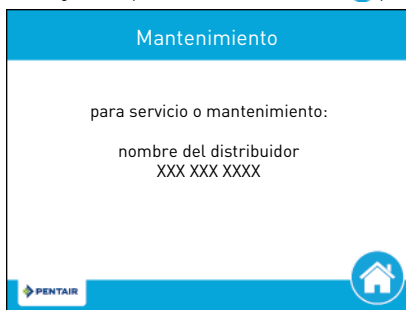 Mantenimiento
para servicio o mantenimiento:
nombre del distribuidor
XXX XXX XXXX
PENTAIR